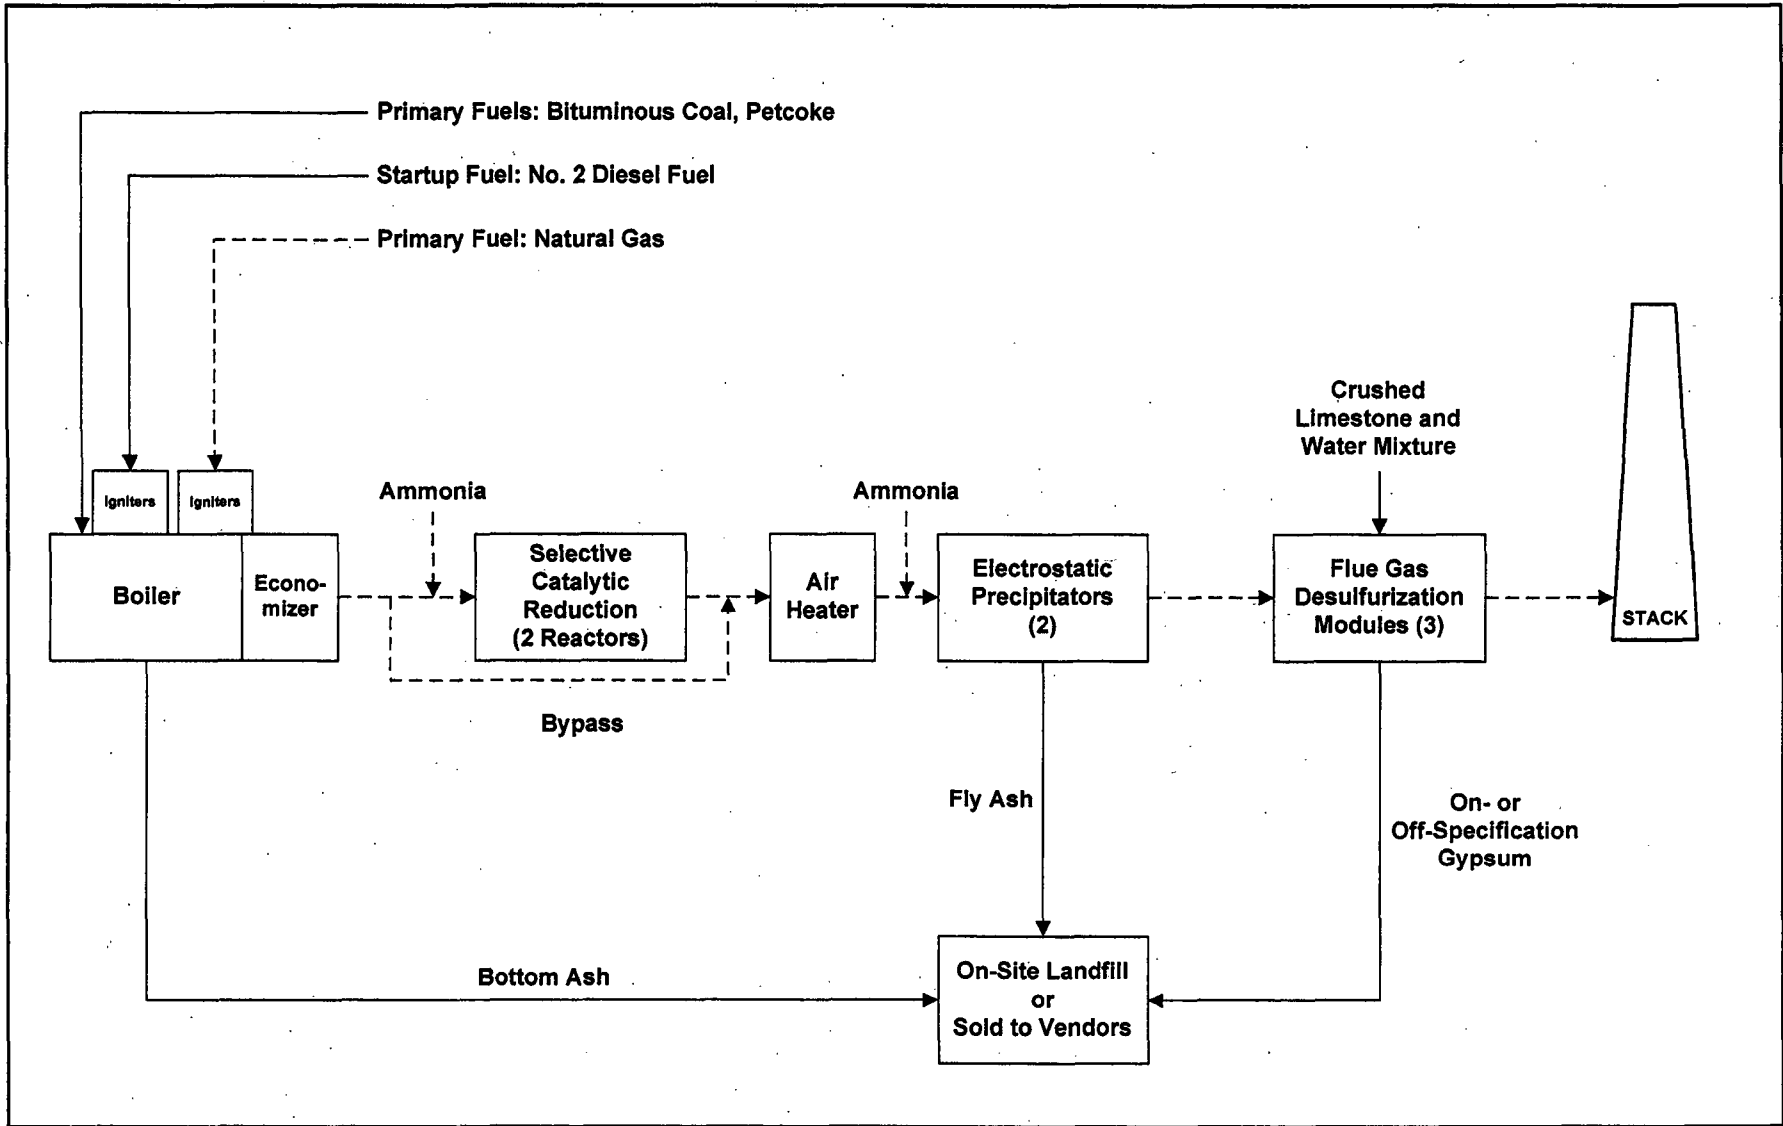 Primary Fuels: Bituminous Coal, Petcoke
Startup Fuel: No. 2 Diesel Fuel
Primary Fuel: Natural Gas
Crushed
Limestone and
Water Mixture
Igniters
Igniters
Ammonia
Ammonia
Boiler
Econo-
mizer
Selective
Catalytic
Reduction
(2 Reactors)
Air
Heater
Electrostatic
Precipitators
(2)
Flue Gas
Desulfurization
Modules (3)
STACK
Bypass
Fly Ash
On- or
Off-Specification
Gypsum
Bottom Ash
On-Site Landfill
or
Sold to Vendors